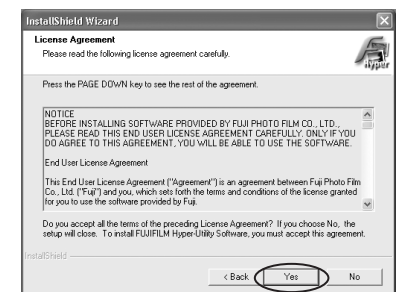 InstallShield Wizard
License Agreement
Please read the following license agreement carefully.
Hyper
Press the PAGE DOWN key to see the rest of the agreement.
NOTICE
BEFORE INSTALLING SOFTWARE PROVIDED BY FUJI PHOTO FILM CO., LTD.,
PLEASE READ THIS END USER LICENSE AGREEMENT CAREFULLY. ONLY IF YOU
DO AGREE TO THIS AGREEMENT, YOU WILL BE ABLE TO USE THE SOFTWARE.
End User License Agreement
This End User License Agreement ("Agreement") is an agreement between Fuji Photo Film
Co., Ltd. ("Fuji") and you, which sets forth the terms and conditions of the license granted
for you to use the software provided by Fuji.
Do you accept all the terms of the preceding License Agreement? If you choose No, the
setup will close. To install FUJIFILM Hyper-Utility Software, you must accept this agreement.
InstallShield
< Back
Yes
No